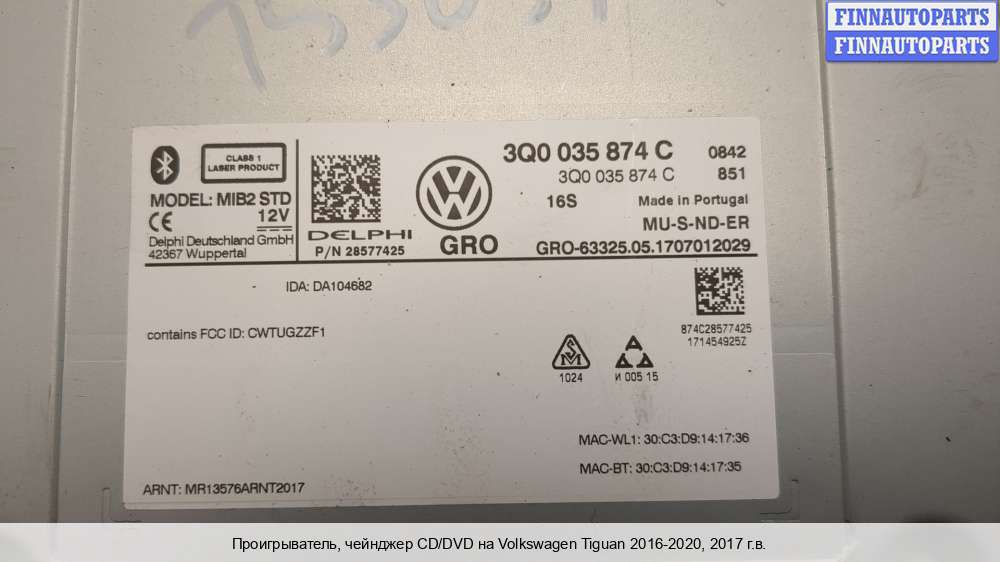 755051
FINNAUTOPARTS
FINNAUTOPARTS
CLASS 1
LASER PRODUCT
MODEL: MIB2 STD
12V
CE
Delphi Deutschland GmbH
42367 Wuppertal
DELPHI
P/N 28577425
VW
GRO
3Q0 035 874 C 0842
3Q0 035 874 C 851
16S Made in Portugal
MU-S-ND-ER
GRO-63325.05.1707012029
IDA: DA104682
contains FCC ID: CWTUGZZF1
874C28577425
171454925Z
SM
1024
A
И 005 15
MAC-WL1: 30:C3:D9:14:17:36
MAC-BT: 30:C3:D9:14:17:35
ARNT: MR13576ARNT2017
Проигрыватель, чейнджер CD/DVD на Volkswagen Tiguan 2016-2020, 2017 г.в.